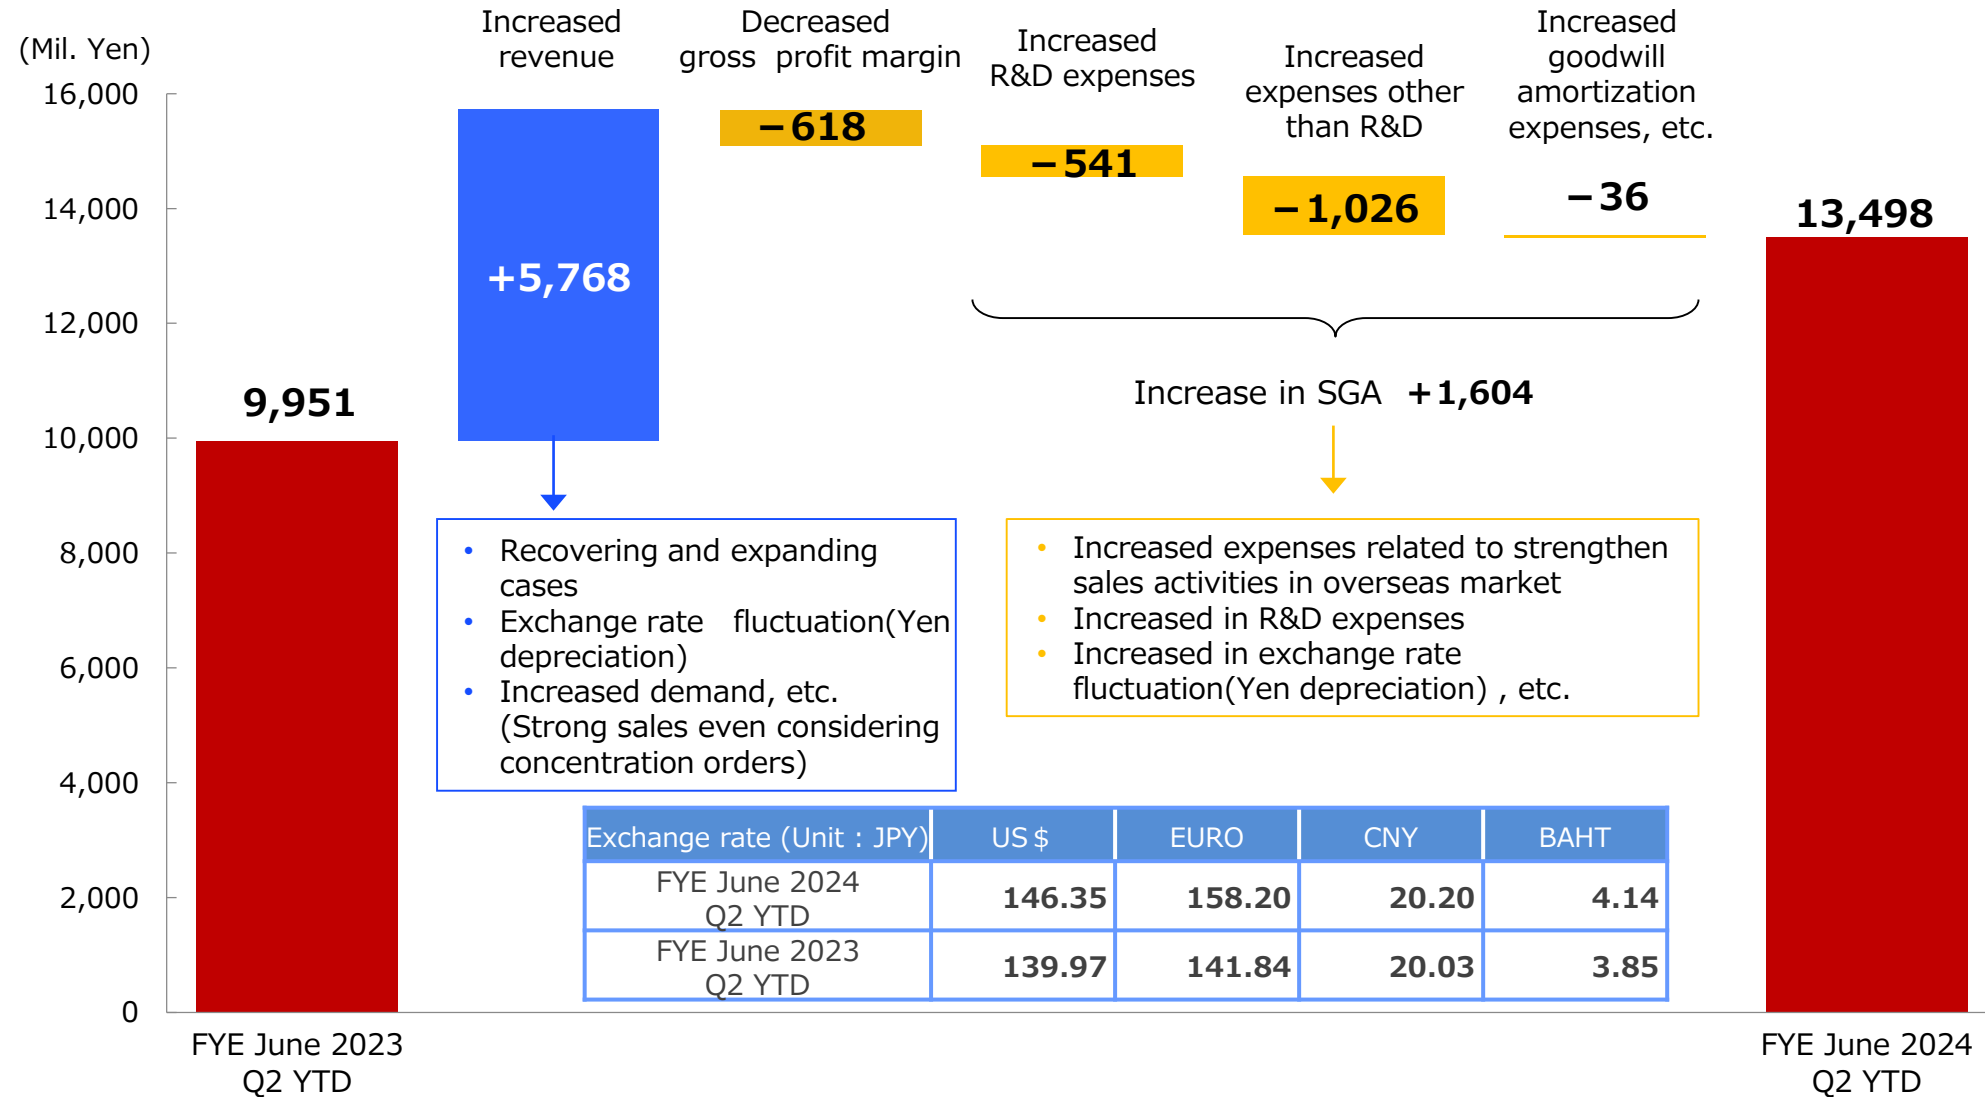 (Mil. Yen)
16,000
14,000
12,000
10,000
8,000
6,000
4,000
2,000
0
9,951
FYE June 2023
Q2 YTD
Increased
revenue
+5,768
Decreased
gross profit margin
−618
Increased
R&D expenses
−541
Increased
expenses other
than R&D
−1,026
Increased
goodwill
amortization
expenses, etc.
−36
13,498
FYE June 2024
Q2 YTD
Increase in SGA +1,604
• Recovering and expanding
cases
• Exchange rate fluctuation(Yen
depreciation)
• Increased demand, etc.
(Strong sales even considering
concentration orders)
• Increased expenses related to strengthen
sales activities in overseas market
• Increased in R&D expenses
• Increased in exchange rate
fluctuation(Yen depreciation) , etc.
Exchange rate (Unit : JPY) US $ EURO CNY BAHT
FYE June 2024
Q2 YTD
146.35 158.20 20.20 4.14
FYE June 2023
Q2 YTD
139.97 141.84 20.03 3.85